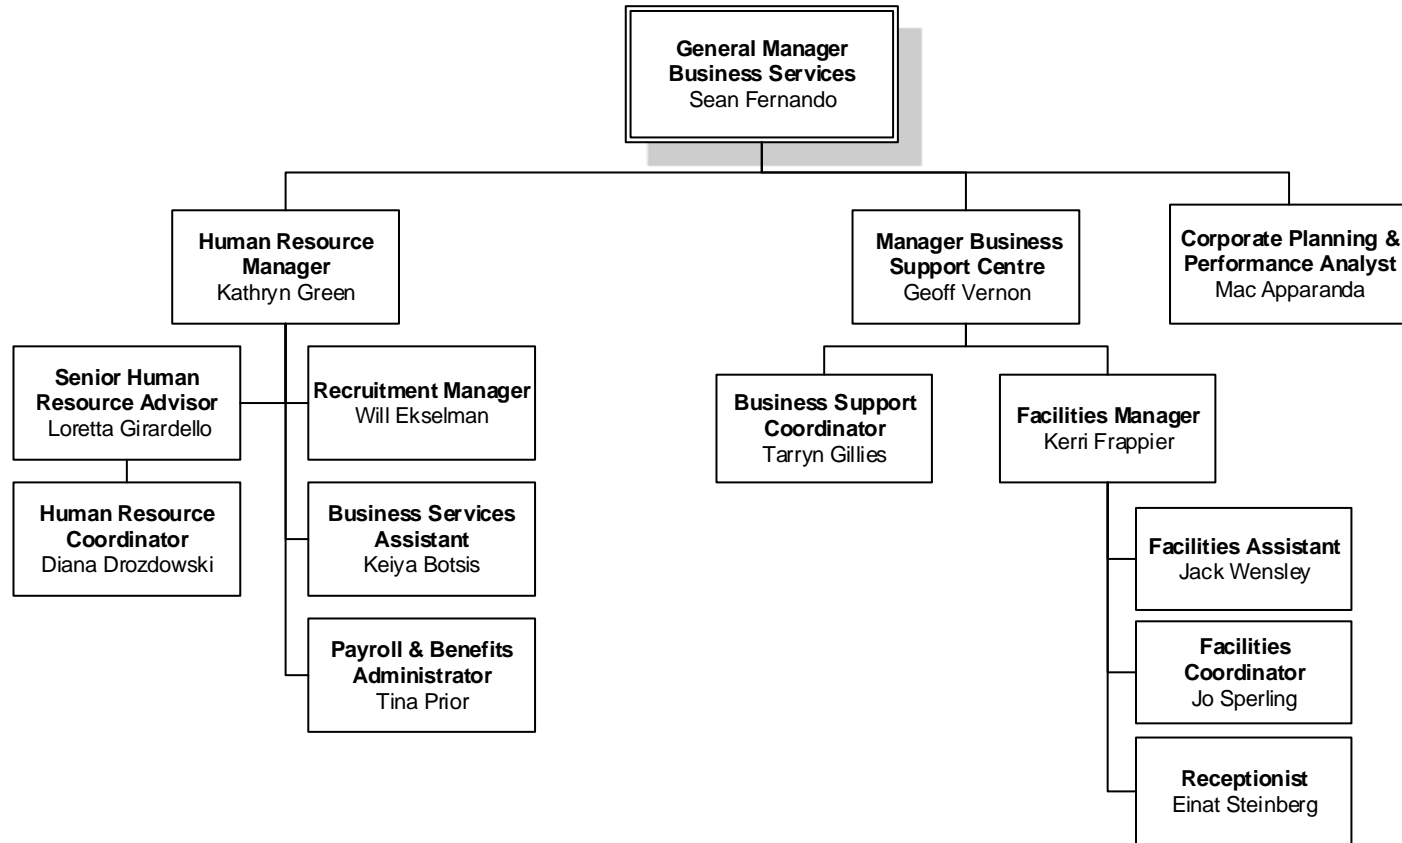 General Manager
Business Services
Sean Fernando
Human Resource
Manager
Kathryn Green
Manager Business
Support Centre
Geoff Vernon
Corporate Planning &
Performance Analyst
Mac Apparanda
Senior Human
Resource Advisor
Loretta Girardello
Recruitment Manager
Will Ekselman
Business Support
Coordinator
Tarryn Gillies
Facilities Manager
Kerri Frappier
Human Resource
Coordinator
Diana Drozdowski
Business Services
Assistant
Keiya Botsis
Facilities Assistant
Jack Wensley
Payroll & Benefits
Administrator
Tina Prior
Facilities
Coordinator
Jo Sperling
Receptionist
Einat Steinberg